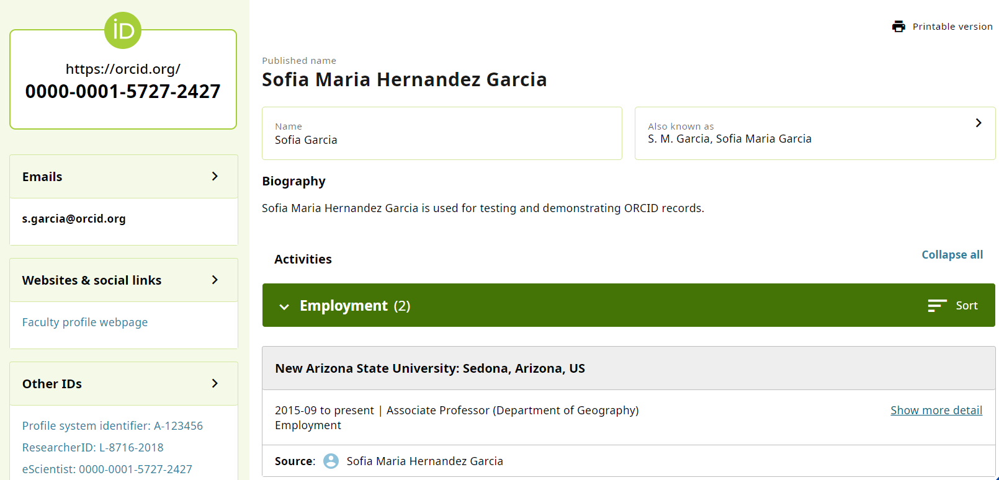 iD
https://orcid.org/
0000-0001-5727-2427
Emails
s.garcia@orcid.org
Websites & social links
Faculty profile webpage
Other IDs
Profile system identifier: A-123456
ResearcherID: L-8716-2018
eScientist: 0000-0001-5727-2427
Printable version
Published name
Sofia Maria Hernandez Garcia
Name
Sofia Garcia
Also known as
S. M. Garcia, Sofia Maria Garcia
Biography
Sofia Maria Hernandez Garcia is used for testing and demonstrating ORCID records.
Activities
Collapse all
Employment (2)
Sort
New Arizona State University: Sedona, Arizona, US
2015-09 to present | Associate Professor (Department of Geography)
Show more detail
Employment
Source: Sofia Maria Hernandez Garcia